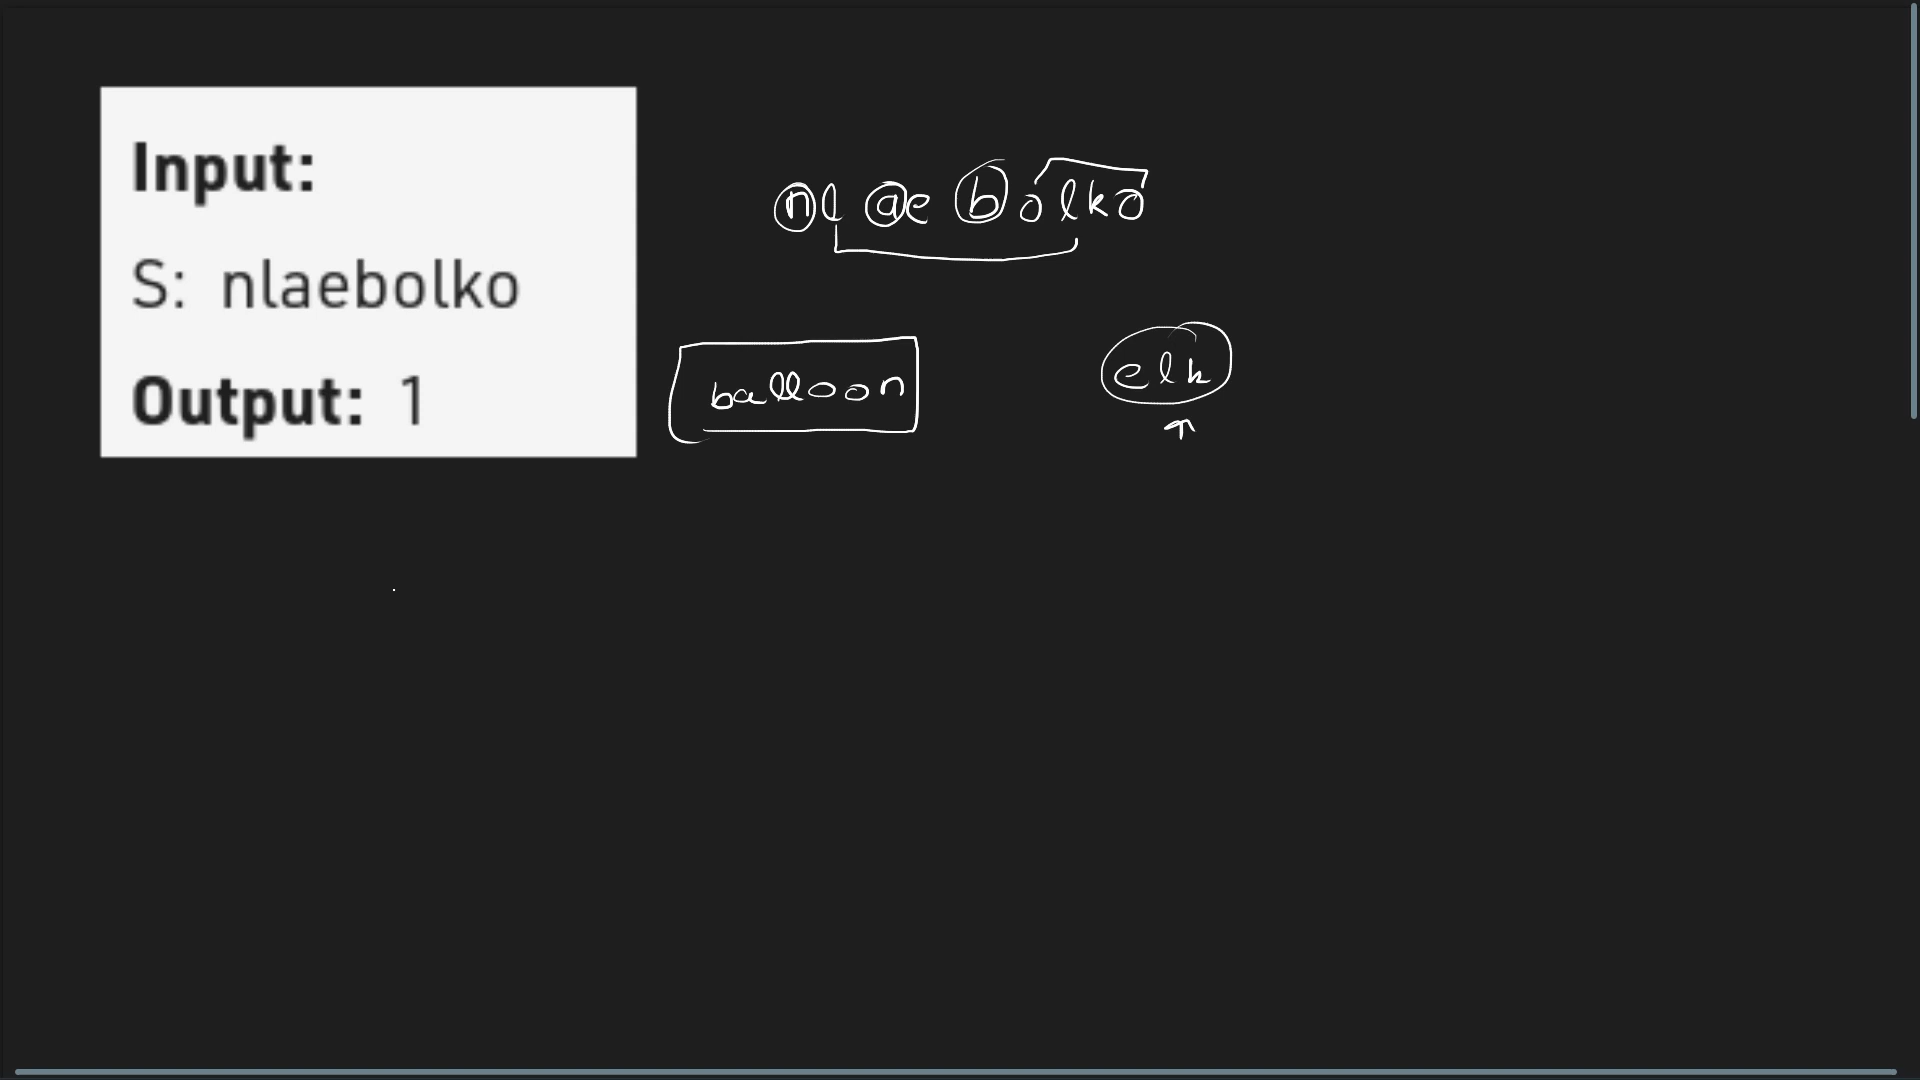 Input:
S: nlaebolko
Output: 1
nlaebolko
balloon
elk